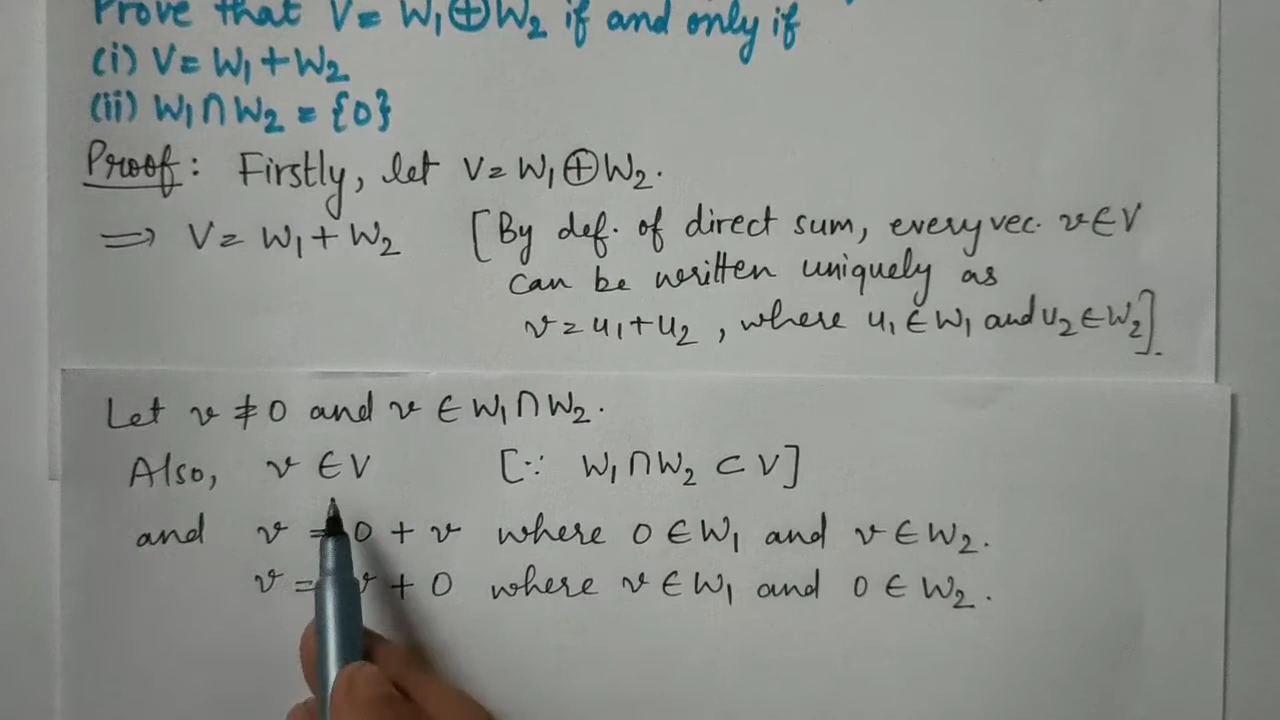 Prove that V = W₁⊕W₂ if and only if
(i) V = W₁ + W₂
(ii) W₁ ∩ W₂ = {0}
Proof: Firstly, let V = W₁⊕W₂.
⟹ V = W₁ + W₂ [By def. of direct sum, every vec. v ∈ V
can be written uniquely as
v = u₁ + u₂, where u₁ ∈ W₁ and u₂ ∈ W₂].
Let v ≠ 0 and v ∈ W₁ ∩ W₂.
Also, v ∈ V [∵ W₁ ∩ W₂ ⊂ V]
and v = 0 + v where 0 ∈ W₁ and v ∈ W₂.
v = v + 0 where v ∈ W₁ and 0 ∈ W₂.